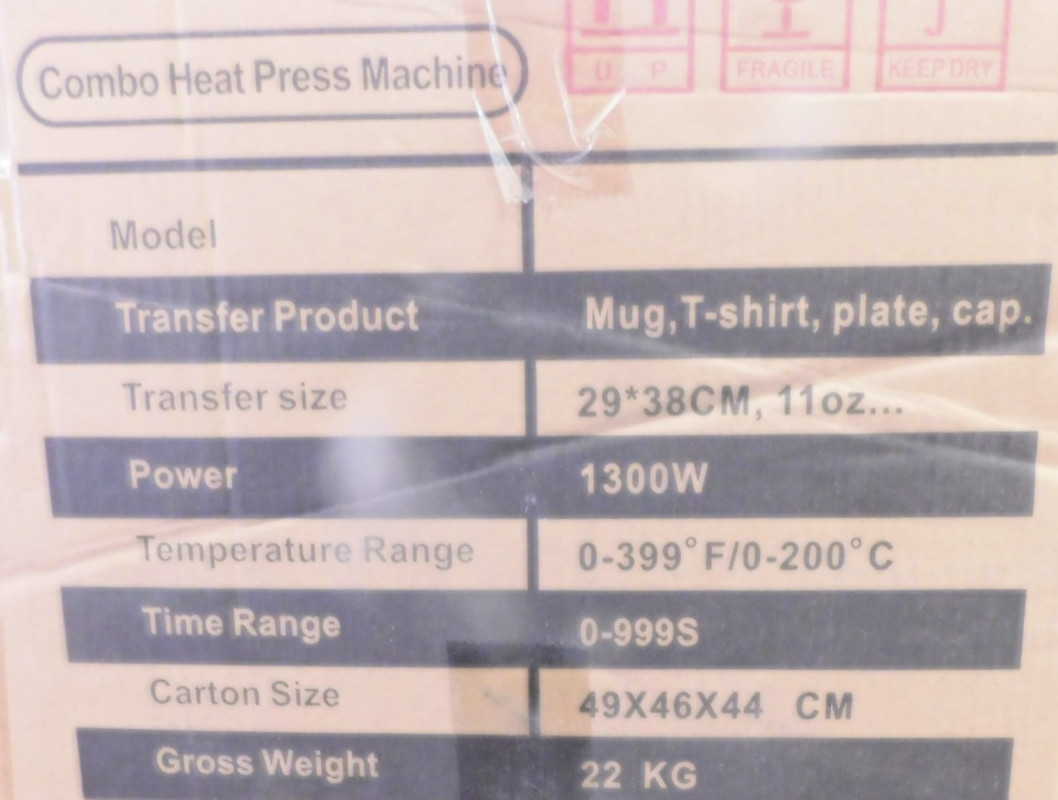 Combo Heat Press Machine
U P
FRAGILE
KEEP DRY
Model
Transfer Product Mug,T-shirt, plate, cap.
Transfer size 29*38CM, 11oz...
Power 1300W
Temperature Range 0-399°F/0-200°C
Time Range 0-999S
Carton Size 49X46X44 CM
Gross Weight 22 KG